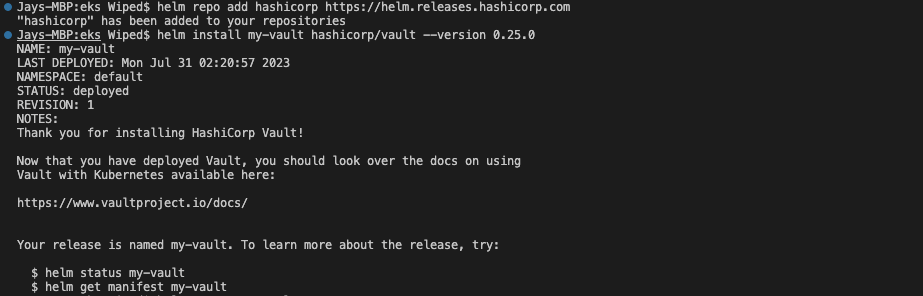 Jays-MBP:eks Wiped$ helm repo add hashicorp https://helm.releases.hashicorp.com
"hashicorp" has been added to your repositories
Jays-MBP:eks Wiped$ helm install my-vault hashicorp/vault --version 0.25.0
NAME: my-vault
LAST DEPLOYED: Mon Jul 31 02:20:57 2023
NAMESPACE: default
STATUS: deployed
REVISION: 1
NOTES:
Thank you for installing HashiCorp Vault!
Now that you have deployed Vault, you should look over the docs on using
Vault with Kubernetes available here:
https://www.vaultproject.io/docs/
Your release is named my-vault. To learn more about the release, try:
$ helm status my-vault
$ helm get manifest my-vault